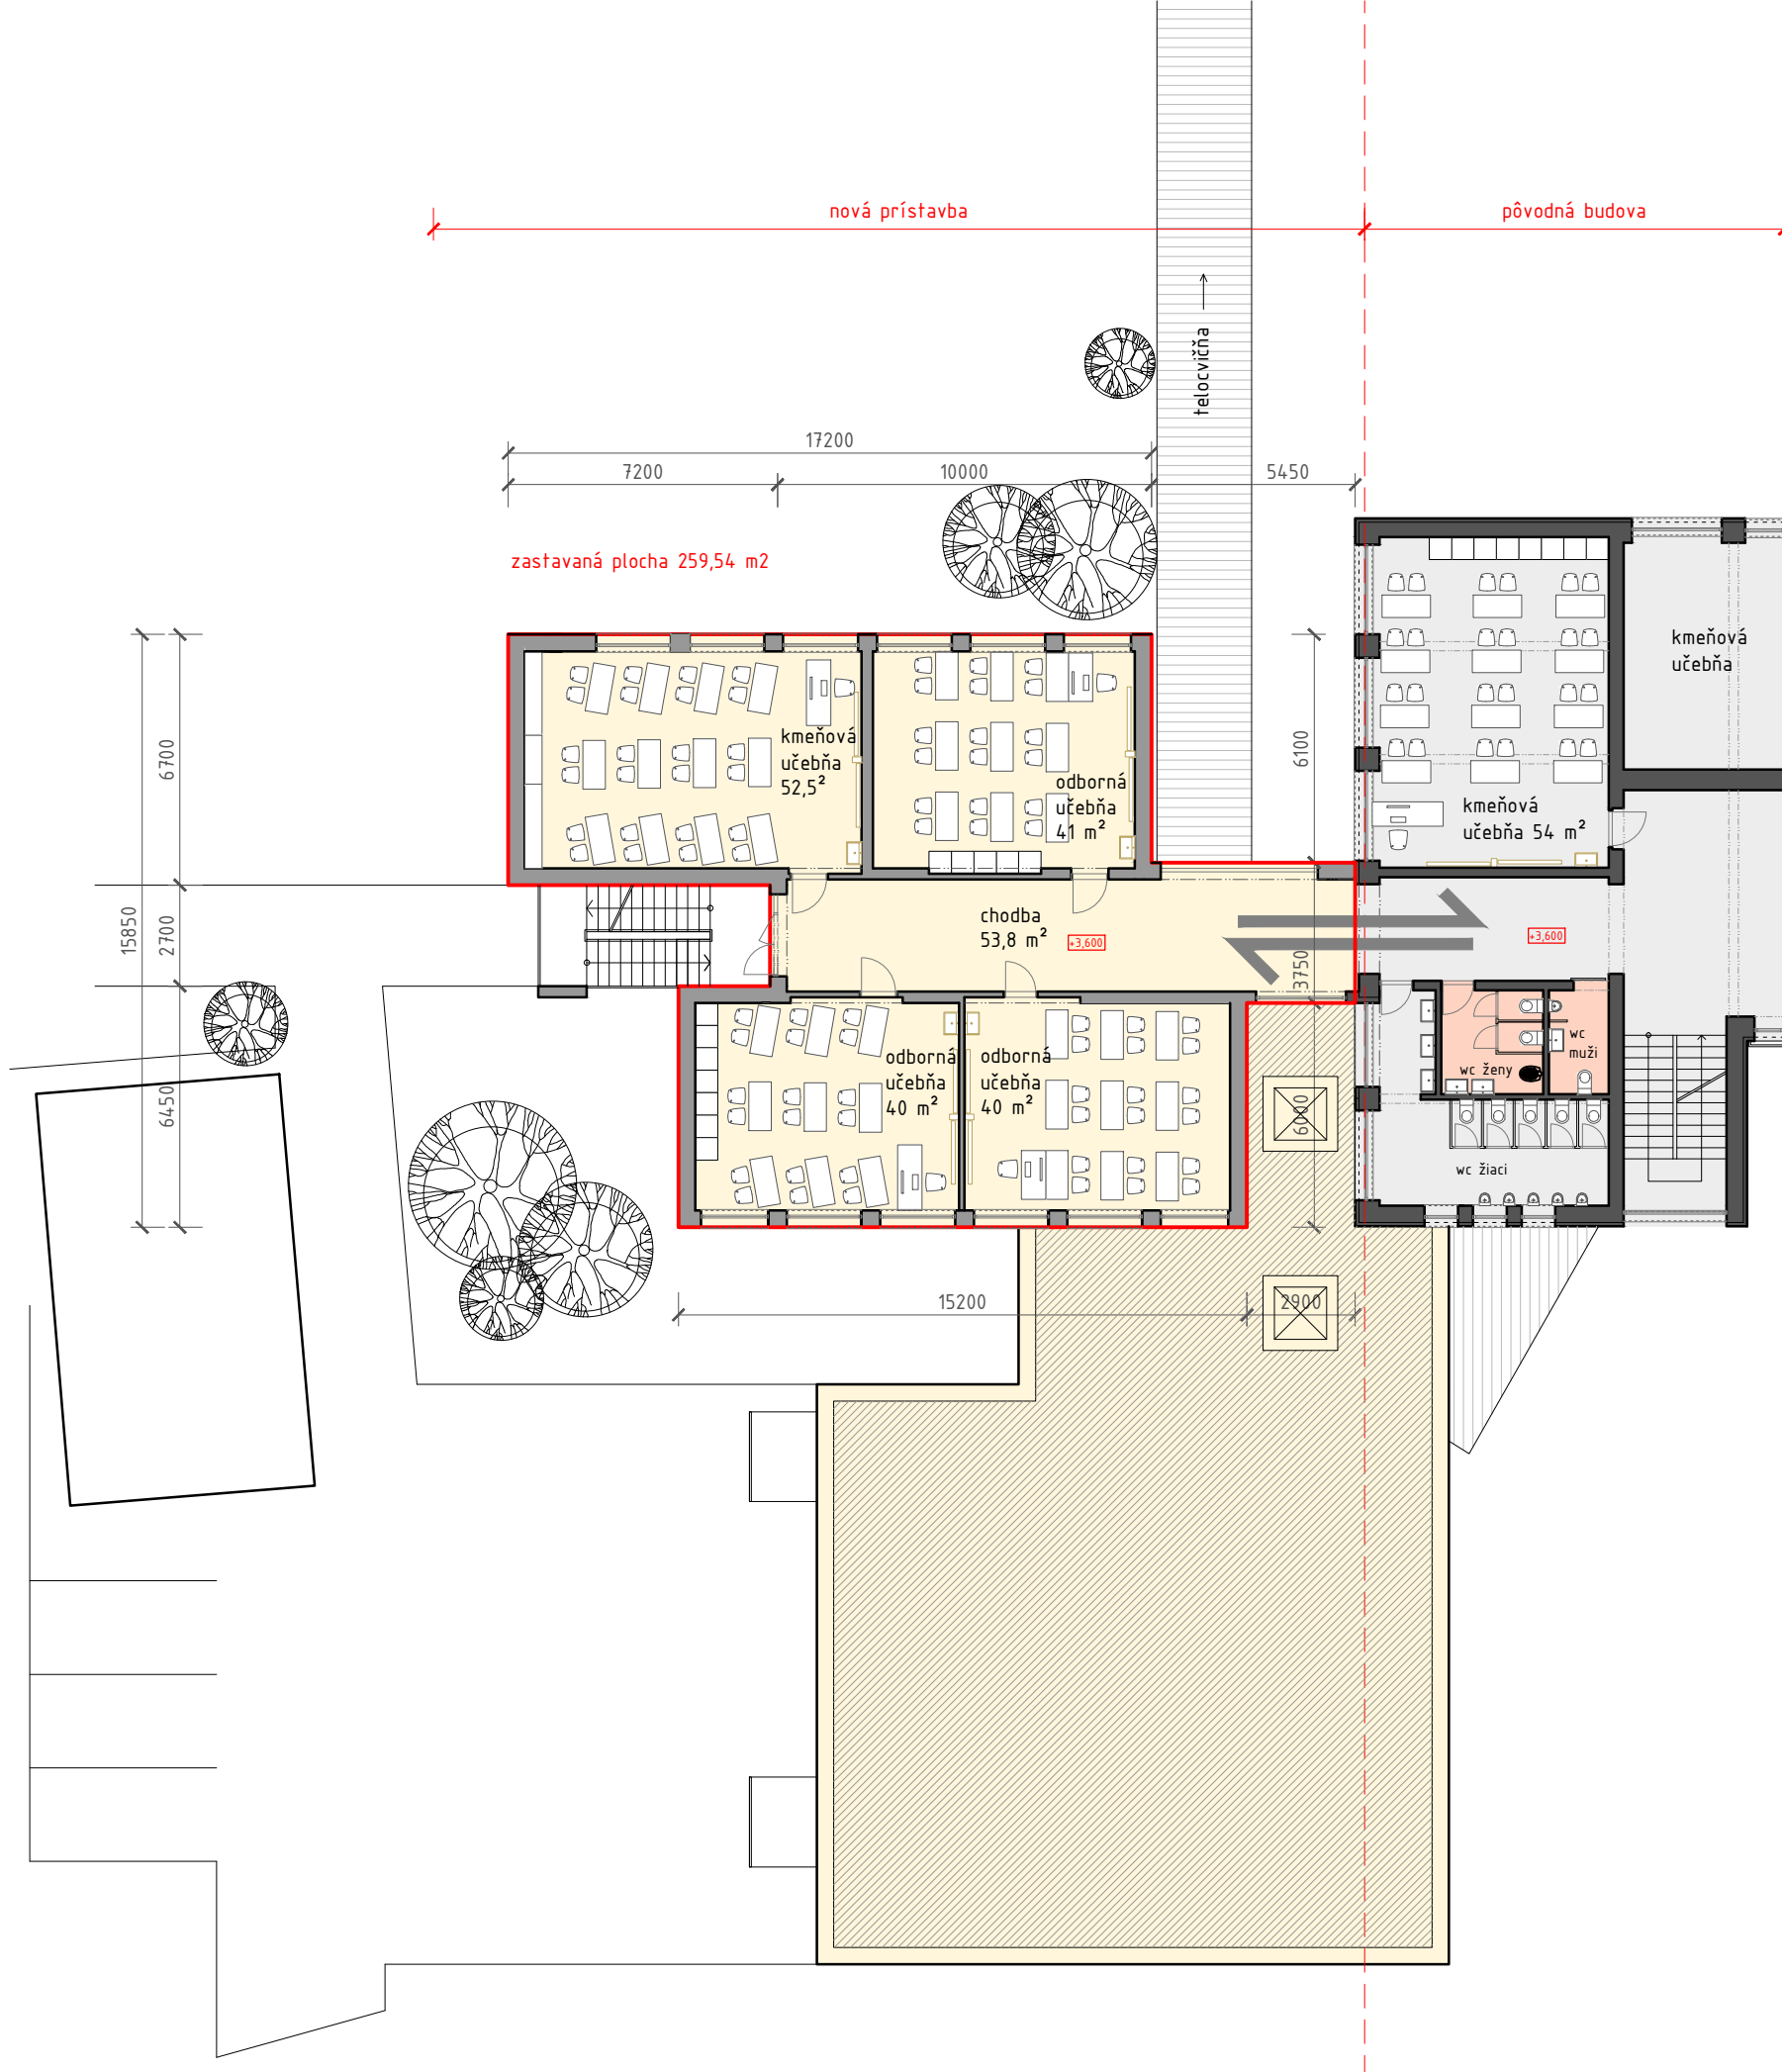 nová prístavba
pôvodná budova
telocvičňa
17200
7200
10000
5450
zastavaná plocha 259,54 m2
15850
6700
2700
6450
6100
3750
6000
kmeňová
učebňa
52,5²
odborná
učebňa
41 m²
kmeňová
učebňa
kmeňová
učebňa 54 m²
chodba
53,8 m²
+3,600
+3,600
odborná
učebňa
40 m²
odborná
učebňa
40 m²
wc ženy
wc
muži
wc žiaci
15200
2900